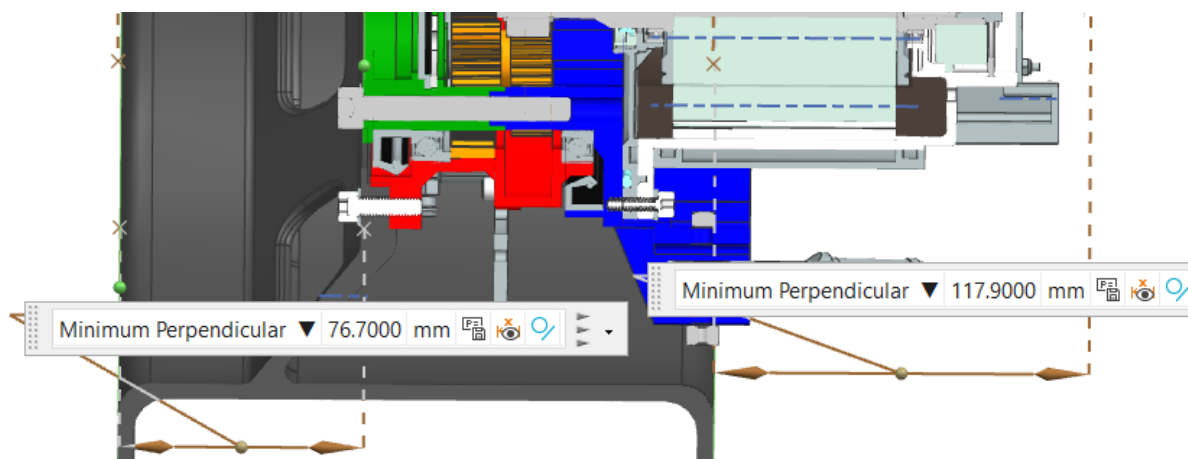 Minimum Perpendicular ▼ 117.9000 mm
Minimum Perpendicular ▼ 76.7000 mm